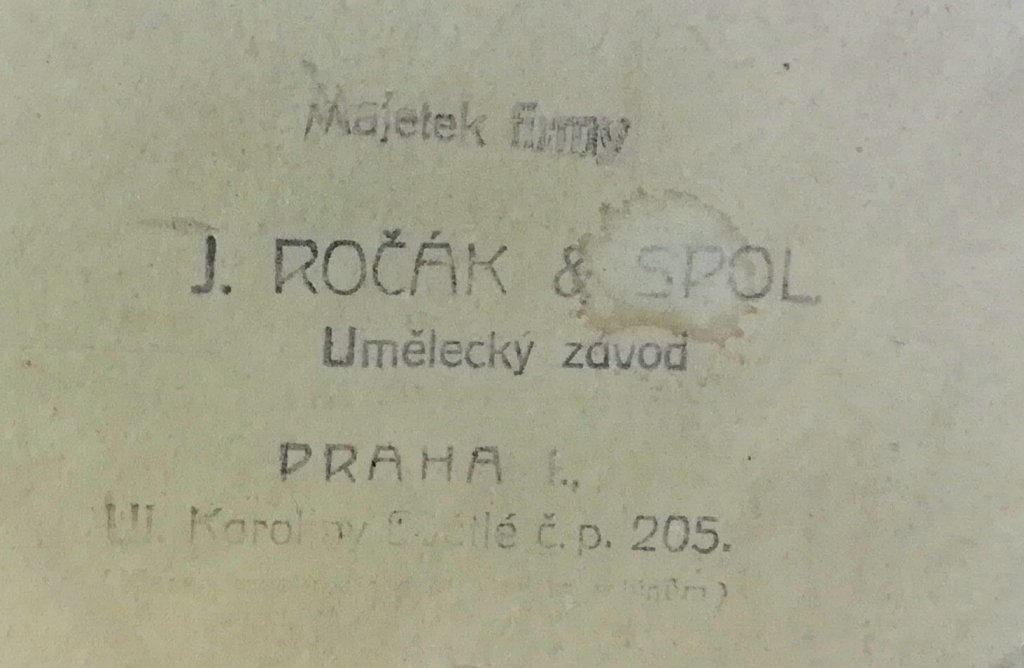 Majetek firmy
J. ROČÁK & SPOL
Umělecký závod
PRAHA I.,
Ul. Karoliny Světlé č.p. 205.